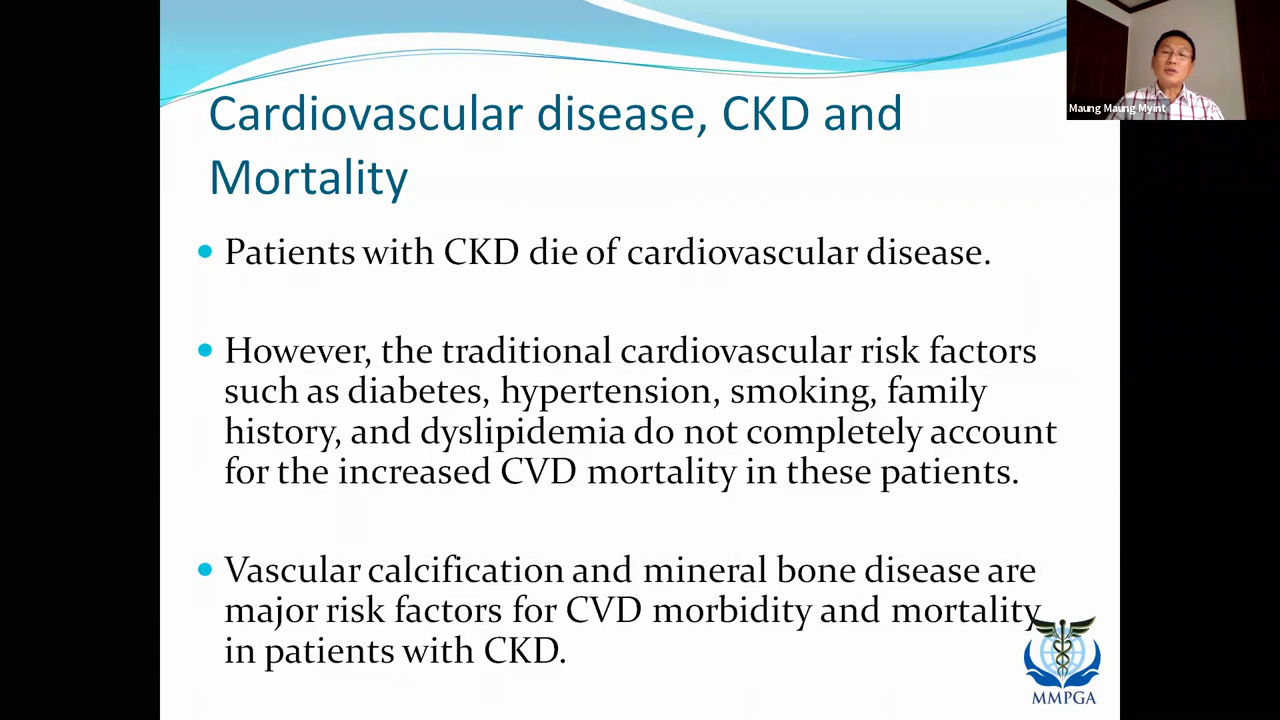 Maung Maung Myint
Cardiovascular disease, CKD and
Mortality
Patients with CKD die of cardiovascular disease.
However, the traditional cardiovascular risk factors
such as diabetes, hypertension, smoking, family
history, and dyslipidemia do not completely account
for the increased CVD mortality in these patients.
Vascular calcification and mineral bone disease are
major risk factors for CVD morbidity and mortality
in patients with CKD.
MMPGA